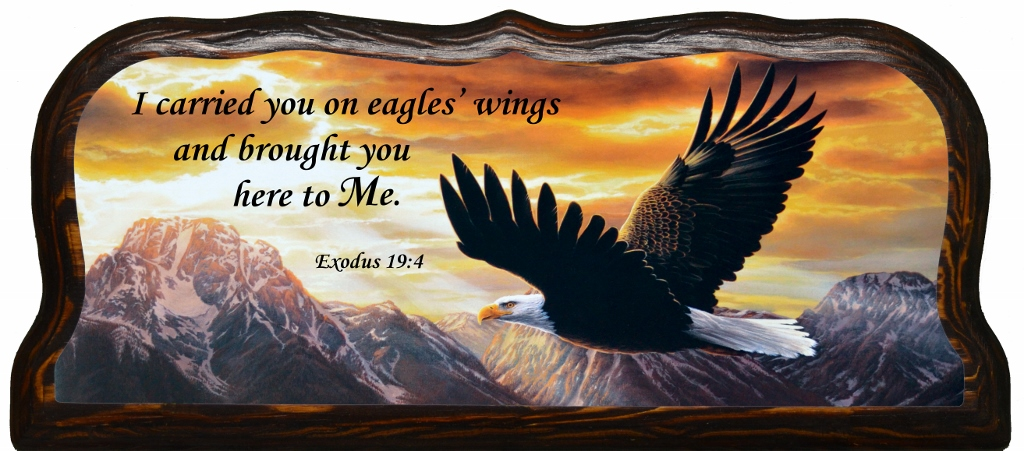 I carried you on eagles' wings
and brought you
here to Me.
Exodus 19:4